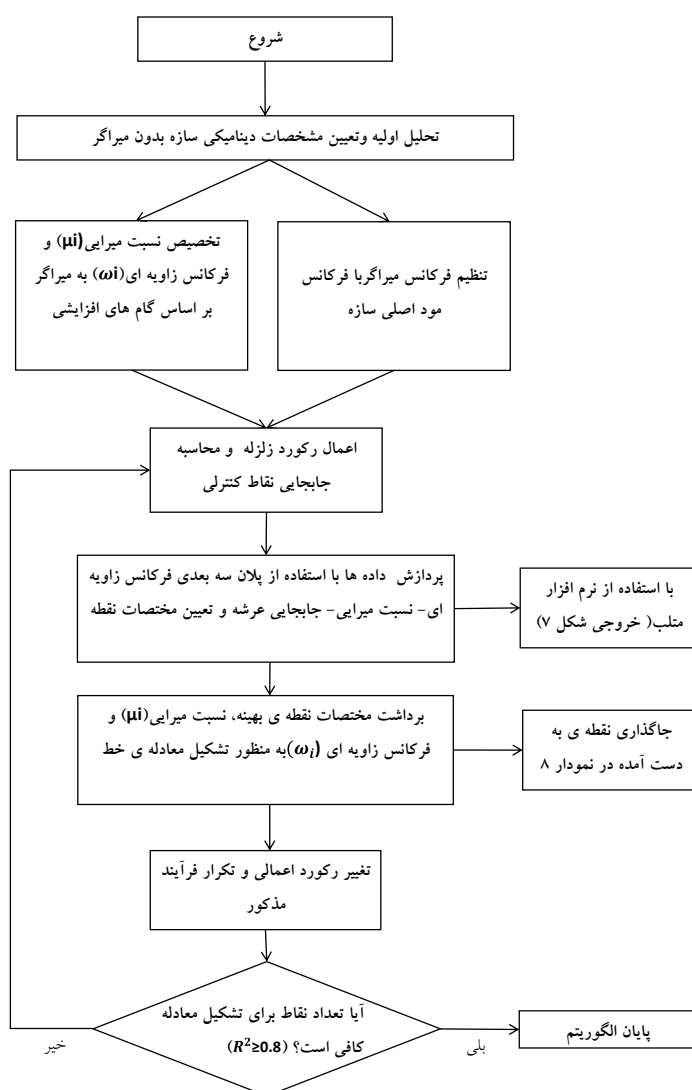 شروع
تحلیل اولیه وتعیین مشخصات دینامیکی سازه بدون میراگر
تنظیم فرکانس میراگربا فرکانس
مود اصلی سازه
تخصیص نسبت میرایی(μi) و
فرکانس زاویه ای(ωi) به میراگر
بر اساس گام های افزایشی
اعمال رکورد زلزله و محاسبه
جابجایی نقاط کنترلی
پردازش داده ها با استفاده از پلان سه بعدی فرکانس زاویه
ای- نسبت میرایی- جابجایی عرشه و تعیین مختصات نقطه
با استفاده از نرم افزار
متلب( خروجی شکل ۷)
برداشت مختصات نقطه ی بهینه، نسبت میرایی(μi) و
فرکانس زاویه ای (ωi)به منظور تشکیل معادله ی خط
جاگذاری نقطه ی به
دست آمده در نمودار ۸
تغییر رکورد اعمالی و تکرار فرآیند
مذکور
آیا تعداد نقاط برای تشکیل معادله
کافی است؟ (R²≥0.8)
بلی
خیر
پایان الگوریتم